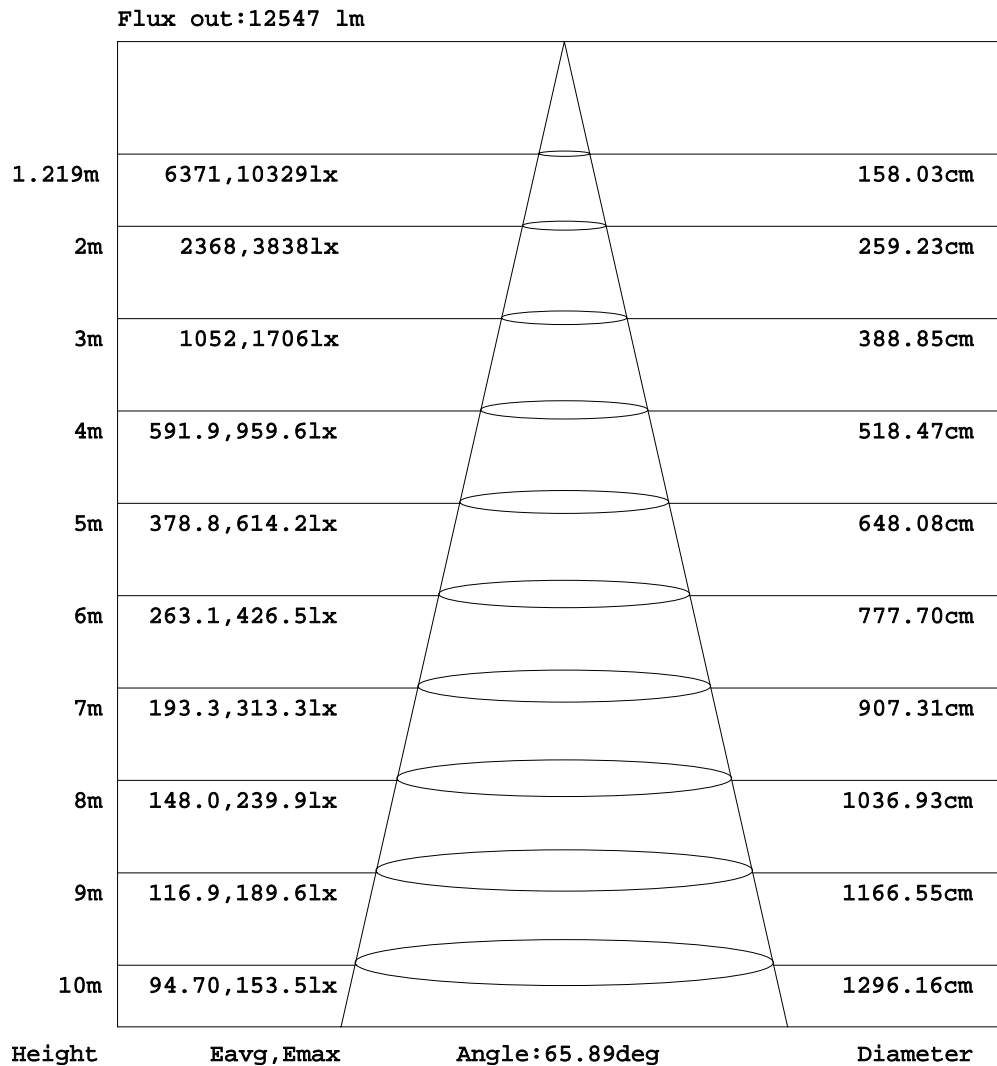 Flux out:12547 lm
1.219m 6371,10329lx 158.03cm
2m 2368,3838lx 259.23cm
3m 1052,1706lx 388.85cm
4m 591.9,959.6lx 518.47cm
5m 378.8,614.2lx 648.08cm
6m 263.1,426.5lx 777.70cm
7m 193.3,313.3lx 907.31cm
8m 148.0,239.9lx 1036.93cm
9m 116.9,189.6lx 1166.55cm
10m 94.70,153.5lx 1296.16cm
Height Eavg,Emax Angle:65.89deg Diameter